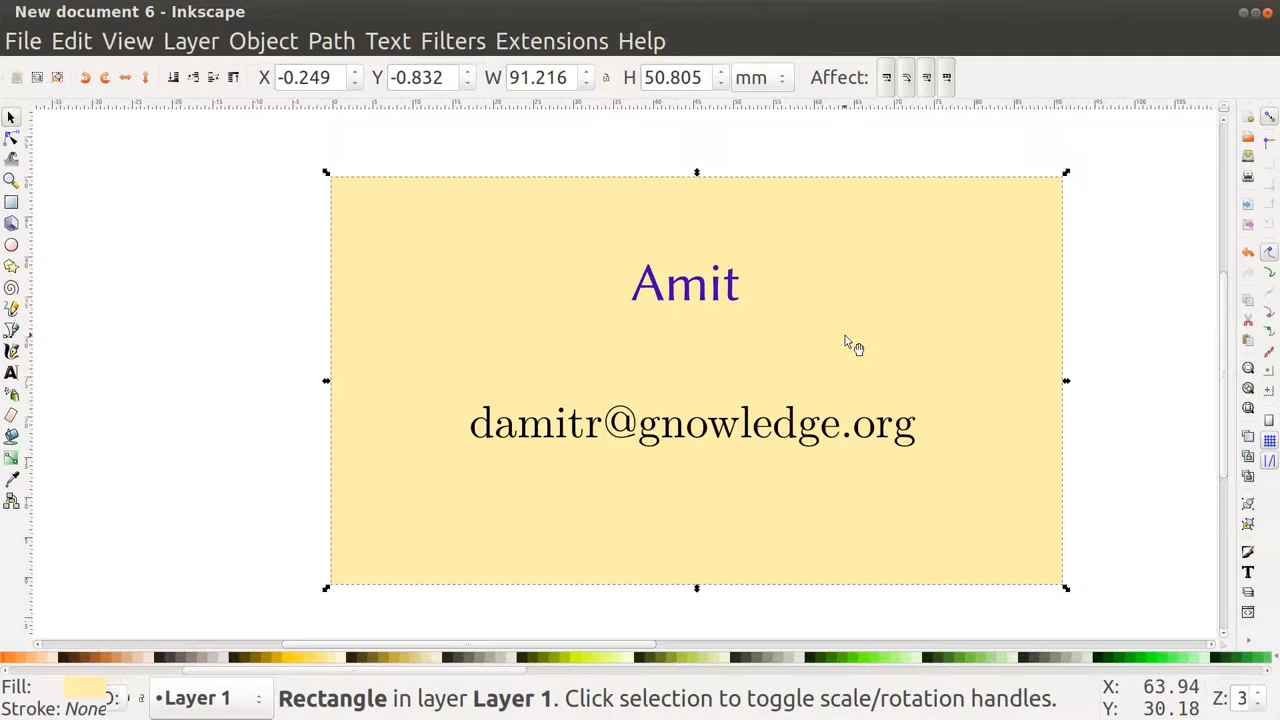 New document 6 - Inkscape
File Edit View Layer Object Path Text Filters Extensions Help
X -0.249 Y -0.832 W 91.216 H 50.805 mm Affect:
Amit
damitr@gnowledge.org
Fill:
Stroke: None
O:
•Layer 1
Rectangle in layer Layer 1. Click selection to toggle scale/rotation handles.
X: 63.94
Y: 30.18
Z: 3